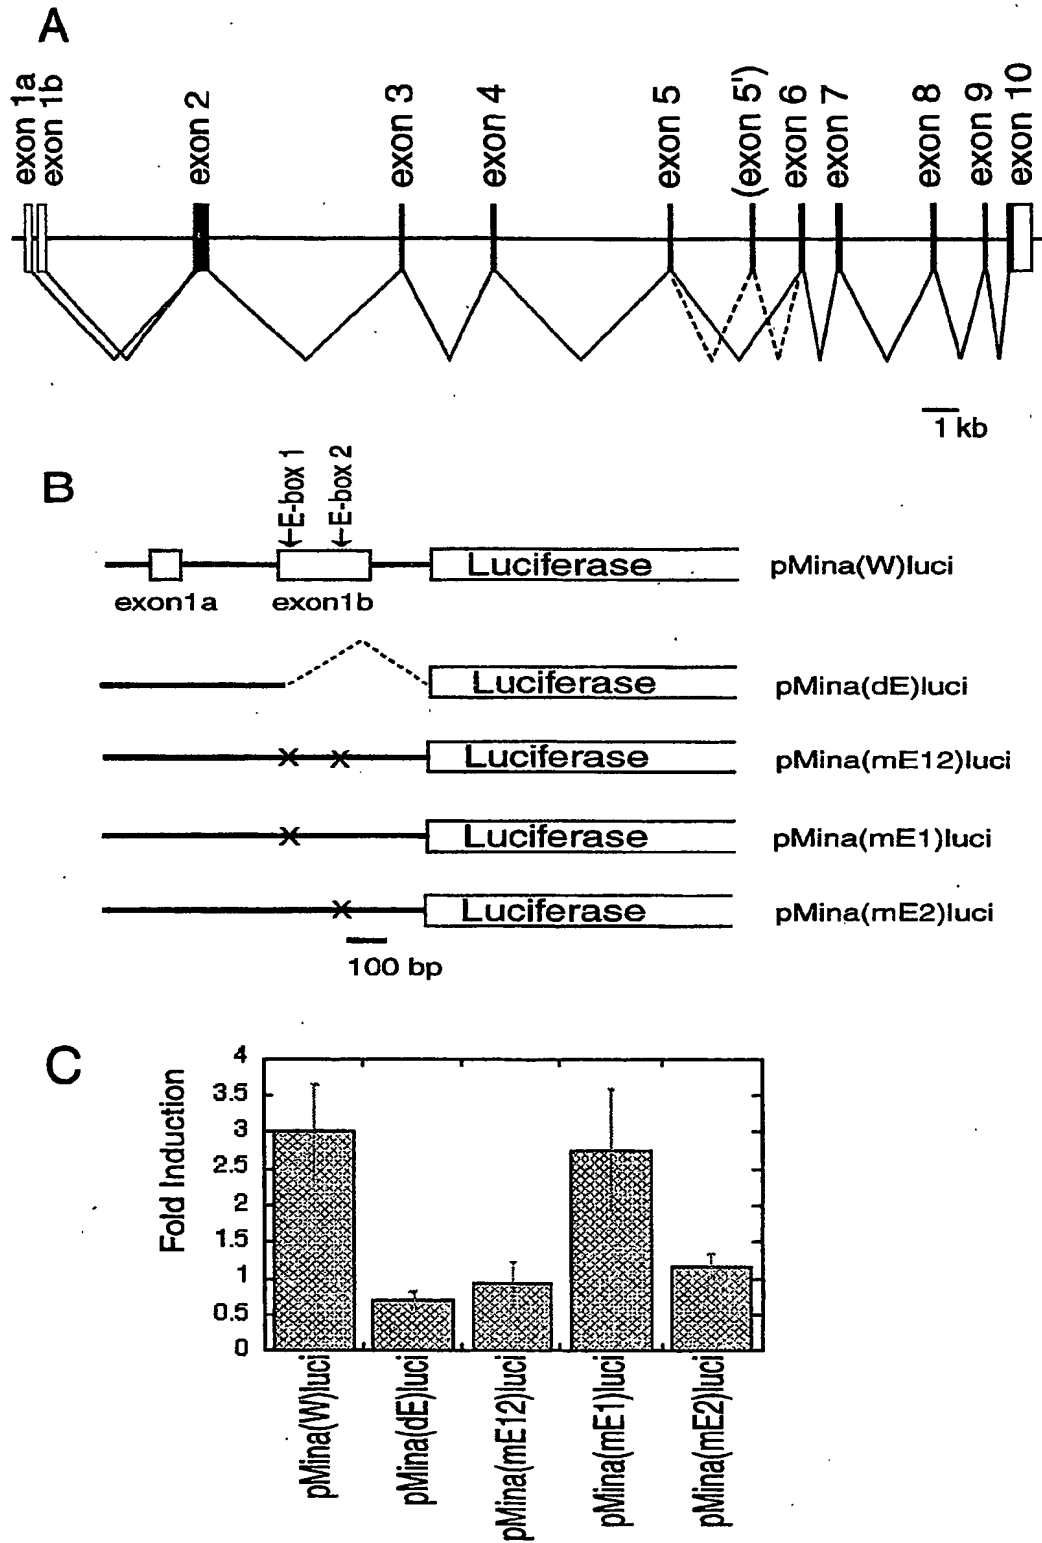 A
exon 1a
exon 1b
exon 2
exon 3
exon 4
exon 5
(exon 5')
exon 6
exon 7
exon 8
exon 9
exon 10
1 kb
B
←E-box 1
←E-box 2
Luciferase
pMina(W)luci
exon1a
exon1b
Luciferase
pMina(dE)luci
Luciferase
pMina(mE12)luci
Luciferase
pMina(mE1)luci
Luciferase
pMina(mE2)luci
100 bp
C
Fold Induction
4
3.5
3
2.5
2
1.5
1
0.5
0
pMina(W)luci
pMina(dE)luci
pMina(mE12)luci
pMina(mE1)luci
pMina(mE2)luci